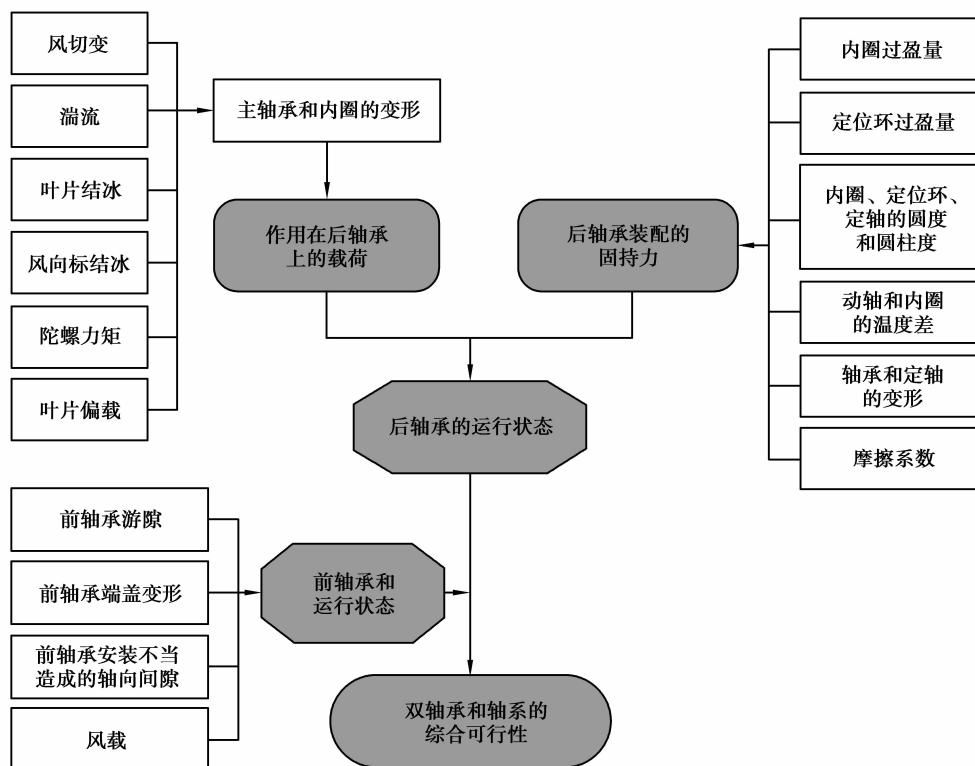 风切变
湍流
叶片结冰
风向标结冰
陀螺力矩
叶片偏载
主轴承和内圈的变形
作用在后轴承
上的载荷
后轴承装配的
固持力
内圈过盈量
定位环过盈量
内圈、定位环、
定轴的圆度
和圆柱度
动轴和内圈
的温度差
轴承和定轴
的变形
摩擦系数
后轴承的运行状态
前轴承游隙
前轴承端盖变形
前轴承安装不当
造成的轴向间隙
风载
前轴承和
运行状态
双轴承和轴系的
综合可行性